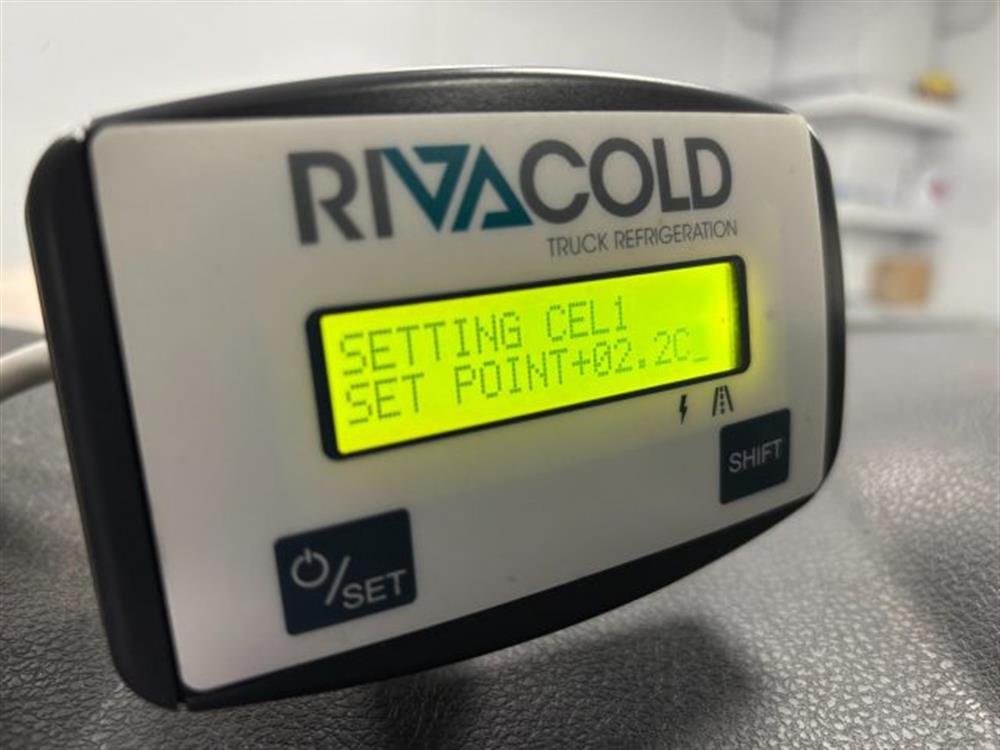 RIVACOLD
TRUCK REFRIGERATION
SETTING CEL1
SET POINT+02.2C_
SHIFT
/SET